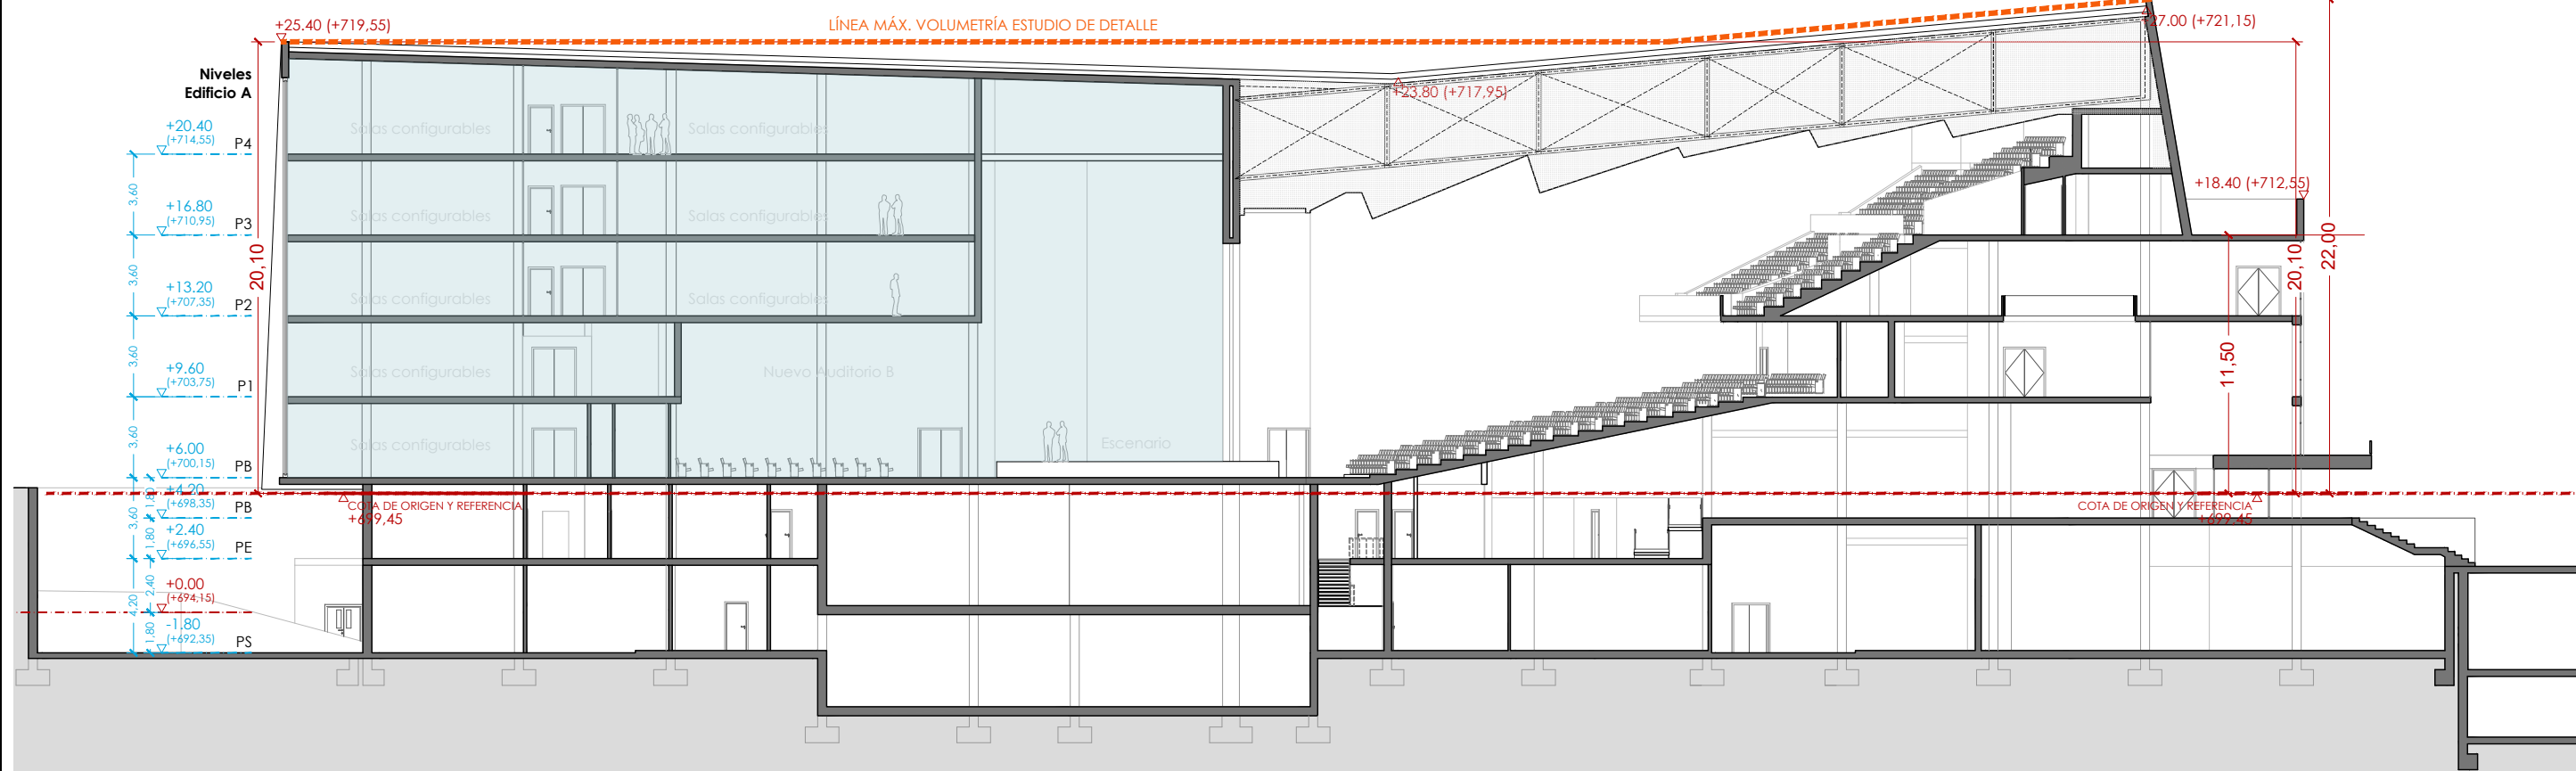 +25.40 (+719,55)
LÍNEA MÁX. VOLUMETRÍA ESTUDIO DE DETALLE
+27.00 (+721,15)
Niveles
Edificio A
+23.80 (+717,95)
+20.40
(+714,55)
P4
Salas configurables
Salas configurables
3,60
+16.80
(+710,95)
P3
Salas configurables
Salas configurables
+18.40 (+712,55)
3,60
20,10
20,10
22,00
+13.20
(+707,35)
P2
Salas configurables
Salas configurables
3,60
11,50
+9.60
(+703,75)
P1
Salas configurables
Nuevo Auditorio B
3,60
+6.00
(+700,15)
PB
Salas configurables
Escenario
+4.20
(+698,35)
PB
1,80
3,60
COTA DE ORIGEN Y REFERENCIA
+699,45
COTA DE ORIGEN Y REFERENCIA
+699,45
+2.40
(+696,55)
PE
1,80
+0.00
(+694,15)
2,40
4,20
-1.80
(+692,35)
PS
1,80